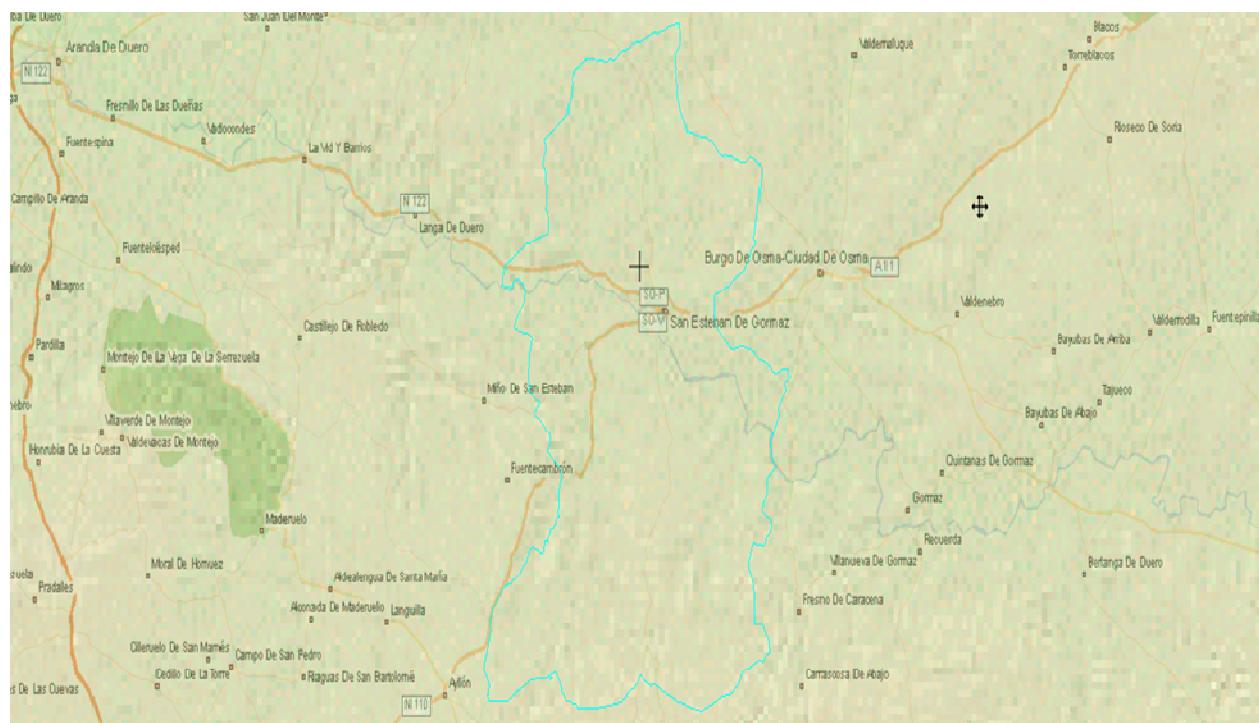 San Juan Del Monte
Blacos
Aranda De Duero
Valdemaluque
Torreblacos
N 122
Fresnillo De Las Dueñas
Vadocondes
Rioseco De Soria
Fuentespina
La Vid Y Barrios
Campillo De Aranda
N 122
Langa De Duero
Fuentelcésped
Burgo De Osma-Ciudad De Osma
A 11
Milagros
SO-P
Valdenebro
San Esteban De Gormaz
SO-V
Castillejo De Robledo
Valderrodilla
Fuentepinilla
Bayubas De Arriba
Pardilla
Montejo De La Vega De La Serrezuela
Miño De San Esteban
Tajueco
Bayubas De Abajo
Villaverde De Montejo
Valdevacas De Montejo
Honrubia De La Cuesta
Fuentecambrón
Quintanas De Gormaz
Gormaz
Maderuelo
Recuerda
Moral De Hornuez
Villanueva De Gormaz
Berlanga De Duero
Aldealengua De Santa María
Pradales
Alconada De Maderuelo
Languilla
Fresno De Caracena
Cilleruelo De San Mamés
Campo De San Pedro
Cedillo De La Torre
Riaguas De San Bartolomé
Ayllón
Carrascosa De Abajo
N 110